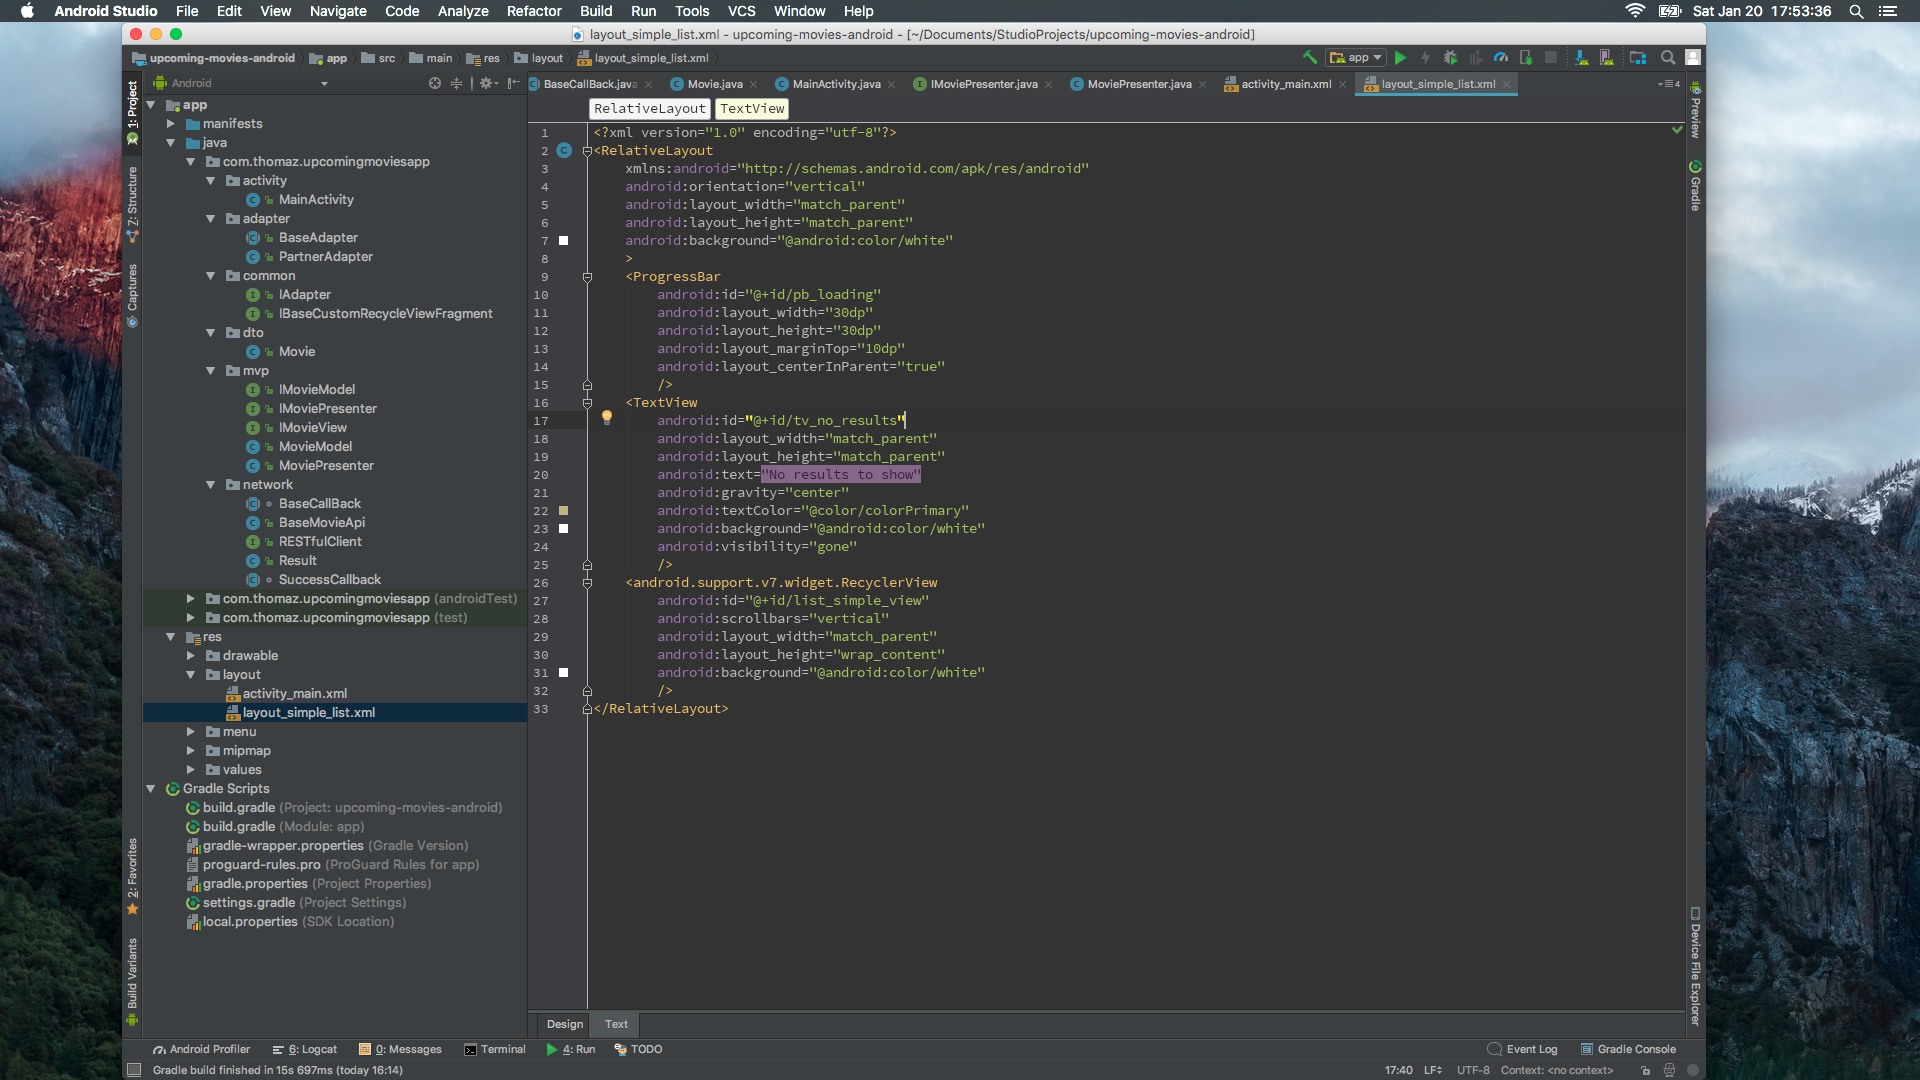 Android Studio File Edit View Navigate Code Analyze Refactor Build Run Tools VCS Window Help Sat Jan 20 17:53:36
layout_simple_list.xml - upcoming-movies-android - [~/Documents/StudioProjects/upcoming-movies-android]
upcoming-movies-android app src main res layout layout_simple_list.xml app
Android BaseCallBack.java Movie.java MainActivity.java IMoviePresenter.java MoviePresenter.java activity_main.xml layout_simple_list.xml 4
RelativeLayout TextView
1: Project
7: Structure
Captures
2: Favorites
Build Variants
app
manifests
java
com.thomaz.upcomingmoviesapp
activity
MainActivity
adapter
BaseAdapter
PartnerAdapter
common
IAdapter
IBaseCustomRecycleViewFragment
dto
Movie
mvp
IMovieModel
IMoviePresenter
IMovieView
MovieModel
MoviePresenter
network
BaseCallBack
BaseMovieApi
RESTfulClient
Result
SuccessCallback
com.thomaz.upcomingmoviesapp (androidTest)
com.thomaz.upcomingmoviesapp (test)
res
drawable
layout
activity_main.xml
layout_simple_list.xml
menu
mipmap
values
Gradle Scripts
build.gradle (Project: upcoming-movies-android)
build.gradle (Module: app)
gradle-wrapper.properties (Gradle Version)
proguard-rules.pro (ProGuard Rules for app)
gradle.properties (Project Properties)
settings.gradle (Project Settings)
local.properties (SDK Location)
1 <?xml version="1.0" encoding="utf-8"?>
2 <RelativeLayout
3 xmlns:android="http://schemas.android.com/apk/res/android"
4 android:orientation="vertical"
5 android:layout_width="match_parent"
6 android:layout_height="match_parent"
7 android:background="@android:color/white"
8 >
9 <ProgressBar
10 android:id="@+id/pb_loading"
11 android:layout_width="30dp"
12 android:layout_height="30dp"
13 android:layout_marginTop="10dp"
14 android:layout_centerInParent="true"
15 />
16 <TextView
17 android:id="@+id/tv_no_results"
18 android:layout_width="match_parent"
19 android:layout_height="match_parent"
20 android:text="No results to show"
21 android:gravity="center"
22 android:textColor="@color/colorPrimary"
23 android:background="@android:color/white"
24 android:visibility="gone"
25 />
26 <android.support.v7.widget.RecyclerView
27 android:id="@+id/list_simple_view"
28 android:scrollbars="vertical"
29 android:layout_width="match_parent"
30 android:layout_height="wrap_content"
31 android:background="@android:color/white"
32 />
33 </RelativeLayout>
Preview
Gradle
Device File Explorer
Design Text
Android Profiler 6: Logcat 0: Messages Terminal 4: Run TODO Event Log Gradle Console
Gradle build finished in 15s 697ms (today 16:14) 17:40 LF UTF-8 Context: <no context>